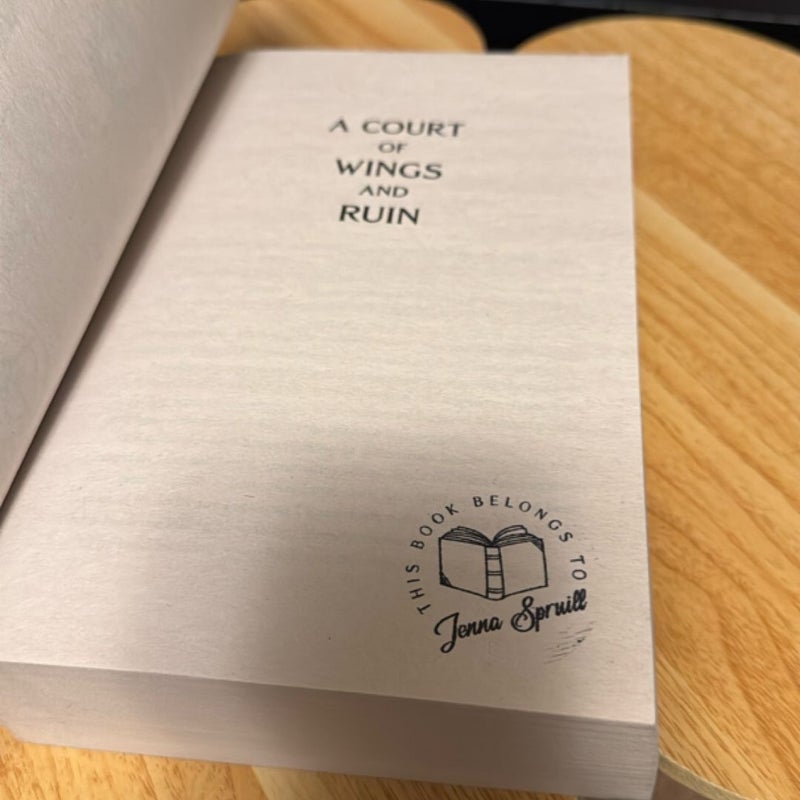 A COURT
OF
WINGS
AND
RUIN
THIS BOOK BELONGS TO
Jenna Spruill